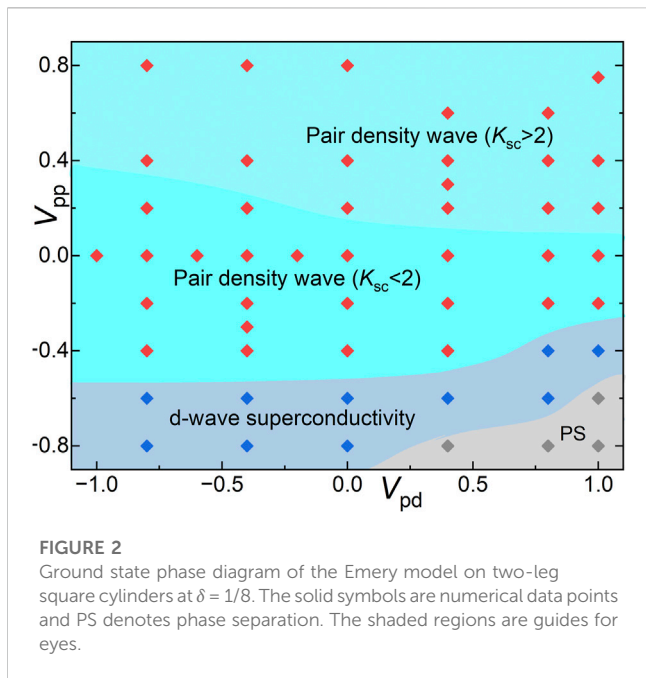 0.8
Pair density wave (Ksc>2)
0.4
Vpp
0.0
Pair density wave (Ksc<2)
-0.4
d-wave superconductivity
PS
-0.8
−1.0 −0.5 0.0 0.5 1.0
Vpd
FIGURE 2
Ground state phase diagram of the Emery model on two-leg
square cylinders at δ = 1/8. The solid symbols are numerical data points
and PS denotes phase separation. The shaded regions are guides for
eyes.